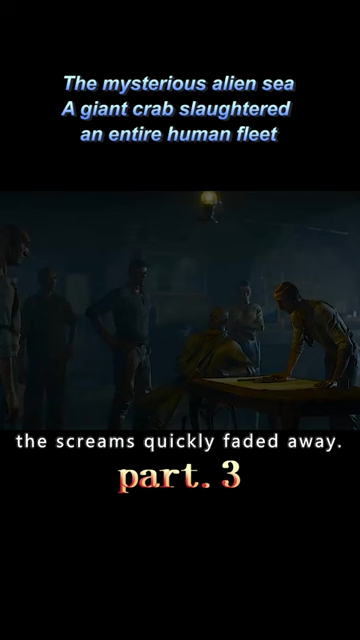 The mysterious alien sea
A giant crab slaughtered
an entire human fleet
the screams quickly faded away.
part. 3